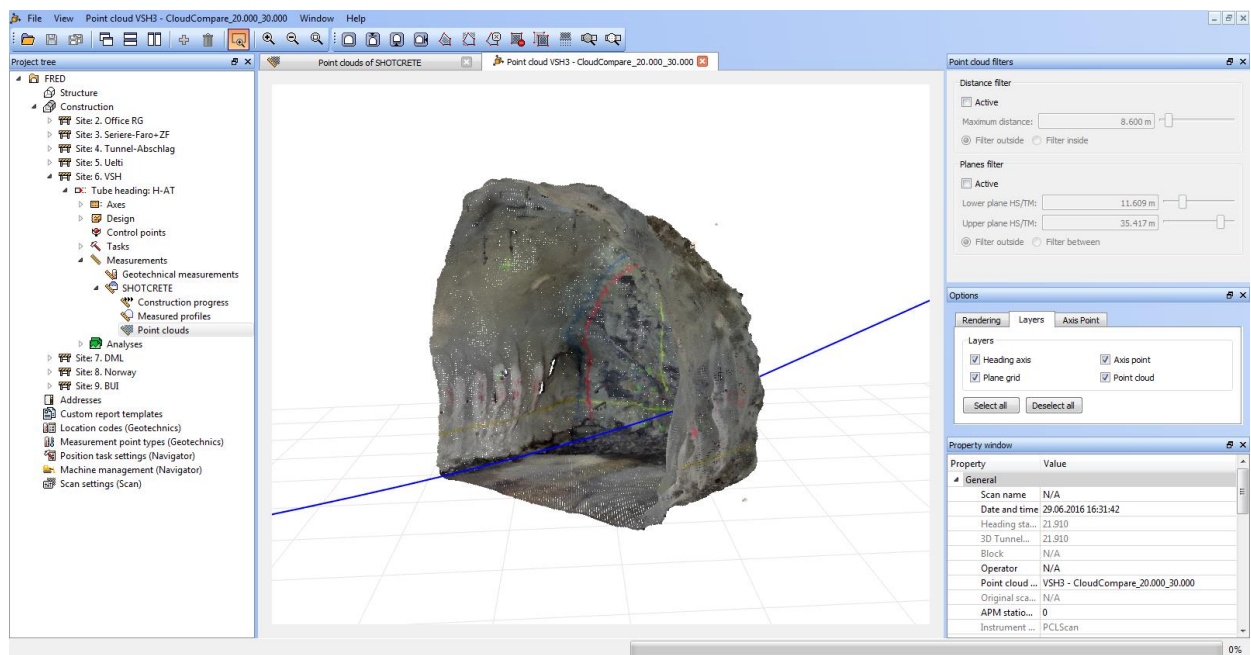 File View Point cloud VSH3 - CloudCompare_20.000_30.000 Window Help
Project tree
FRED
Structure
Construction
Site: 2. Office RG
Site: 3. Seriere-Faro+ZF
Site: 4. Tunnel-Abschlag
Site: 5. Uelti
Site: 6. VSH
Tube heading: H-AT
Axes
Design
Control points
Tasks
Measurements
Geotechnical measurements
SHOTCRETE
Construction progress
Measured profiles
Point clouds
Analyses
Site: 7. DML
Site: 8. Norway
Site: 9. BUI
Addresses
Custom report templates
Location codes (Geotechnics)
Measurement point types (Geotechnics)
Position task settings (Navigator)
Machine management (Navigator)
Scan settings (Scan)
Point clouds of SHOTCRETE
Point cloud VSH3 - CloudCompare_20.000_30.000
Point cloud filters
Distance filter
Active
Maximum distance: 8.600 m
Filter outside Filter inside
Planes filter
Active
Lower plane HS/TM: 11.609 m
Upper plane HS/TM: 35.417 m
Filter outside Filter between
Options
Rendering Layers Axis Point
Layers
Heading axis Axis point
Plane grid Point cloud
Select all Deselect all
Property window
Property Value
General
Scan name N/A
Date and time 29.06.2016 16:31:42
Heading sta... 21.910
3D Tunnel... 21.910
Block N/A
Operator N/A
Point cloud ... VSH3 - CloudCompare_20.000_30.000
Original sca... N/A
APM statio... 0
Instrument ... PCLScan
0%